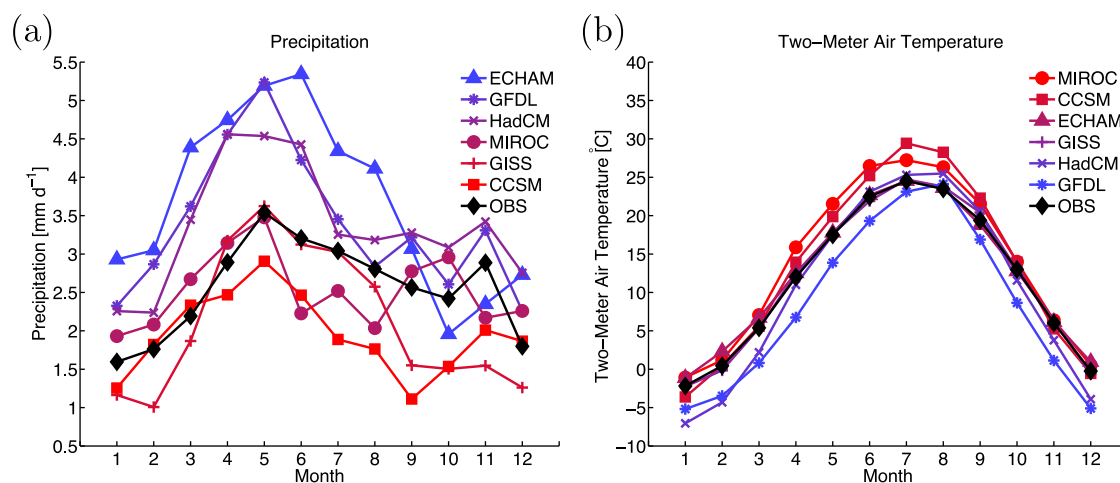 (a)
Precipitation
5.5
5
4.5
4
3.5
3
2.5
2
1.5
1
0.5
Precipitation [mm d⁻¹]
ECHAM
GFDL
HadCM
MIROC
GISS
CCSM
OBS
1 2 3 4 5 6 7 8 9 10 11 12
Month
(b)
Two−Meter Air Temperature
40
35
30
25
20
15
10
5
0
−5
−10
Two−Meter Air Temperature [°C]
MIROC
CCSM
ECHAM
GISS
HadCM
GFDL
OBS
1 2 3 4 5 6 7 8 9 10 11 12
Month